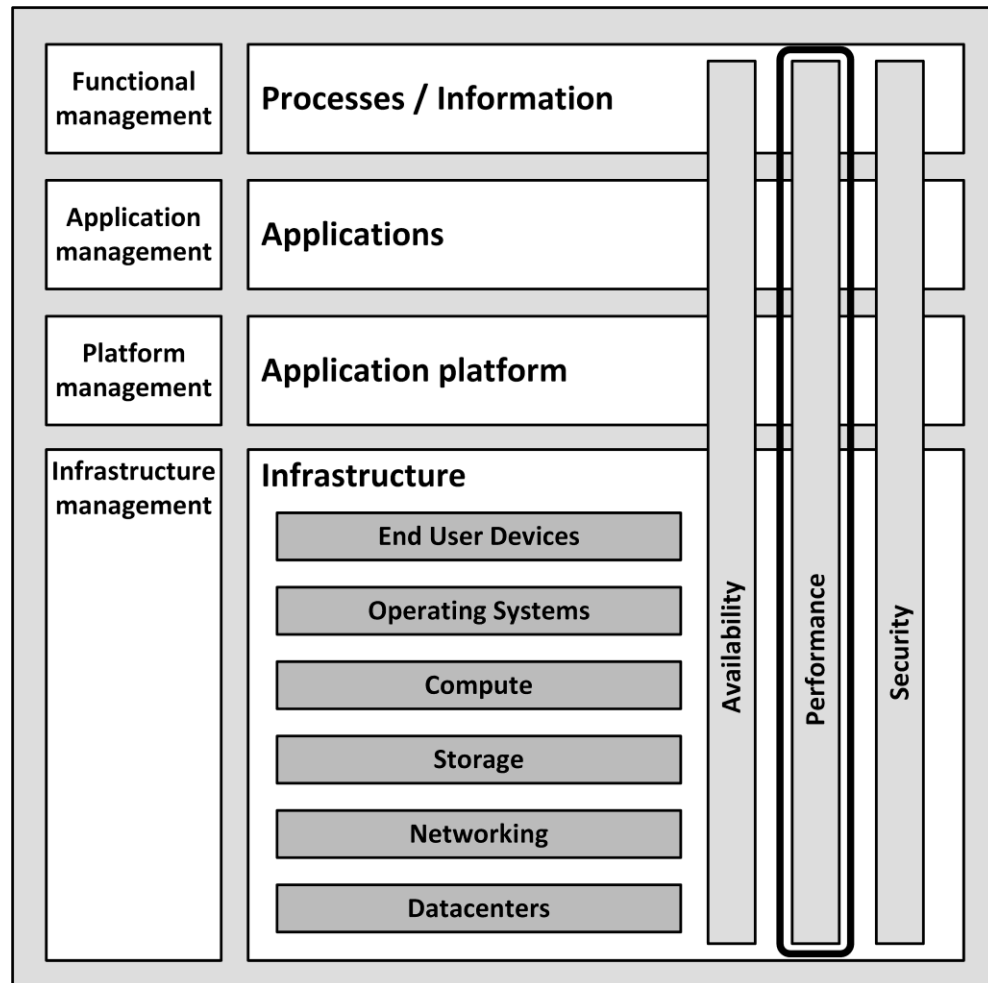 Functional
management
Processes / Information
Application
management
Applications
Platform
management
Application platform
Infrastructure
management
Infrastructure
End User Devices
Operating Systems
Compute
Storage
Networking
Datacenters
Availability
Performance
Security